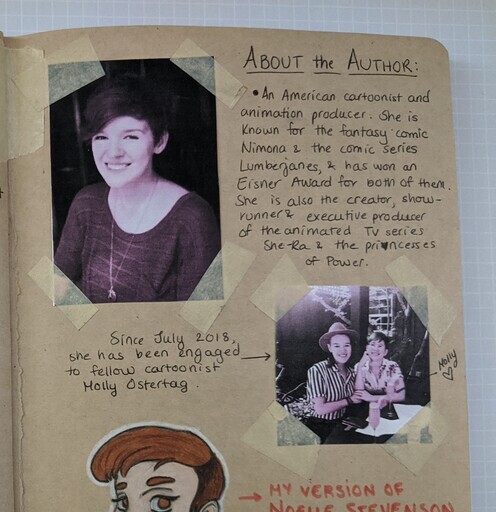 ABOUT the AUTHOR:
• An American cartoonist and
animation producer. She is
known for the fantasy comic
Nimona & the comic series
Lumberjanes, & has won an
Eisner Award for both of them.
She is also the creator, show-
runner & executive producer
of the animated TV series
She-Ra & the princesses
of Power.
Since July 2018,
she has been engaged
to fellow cartoonist
Molly Ostertag.
Molly
MY VERSION OF
NOELLE STEVENSON